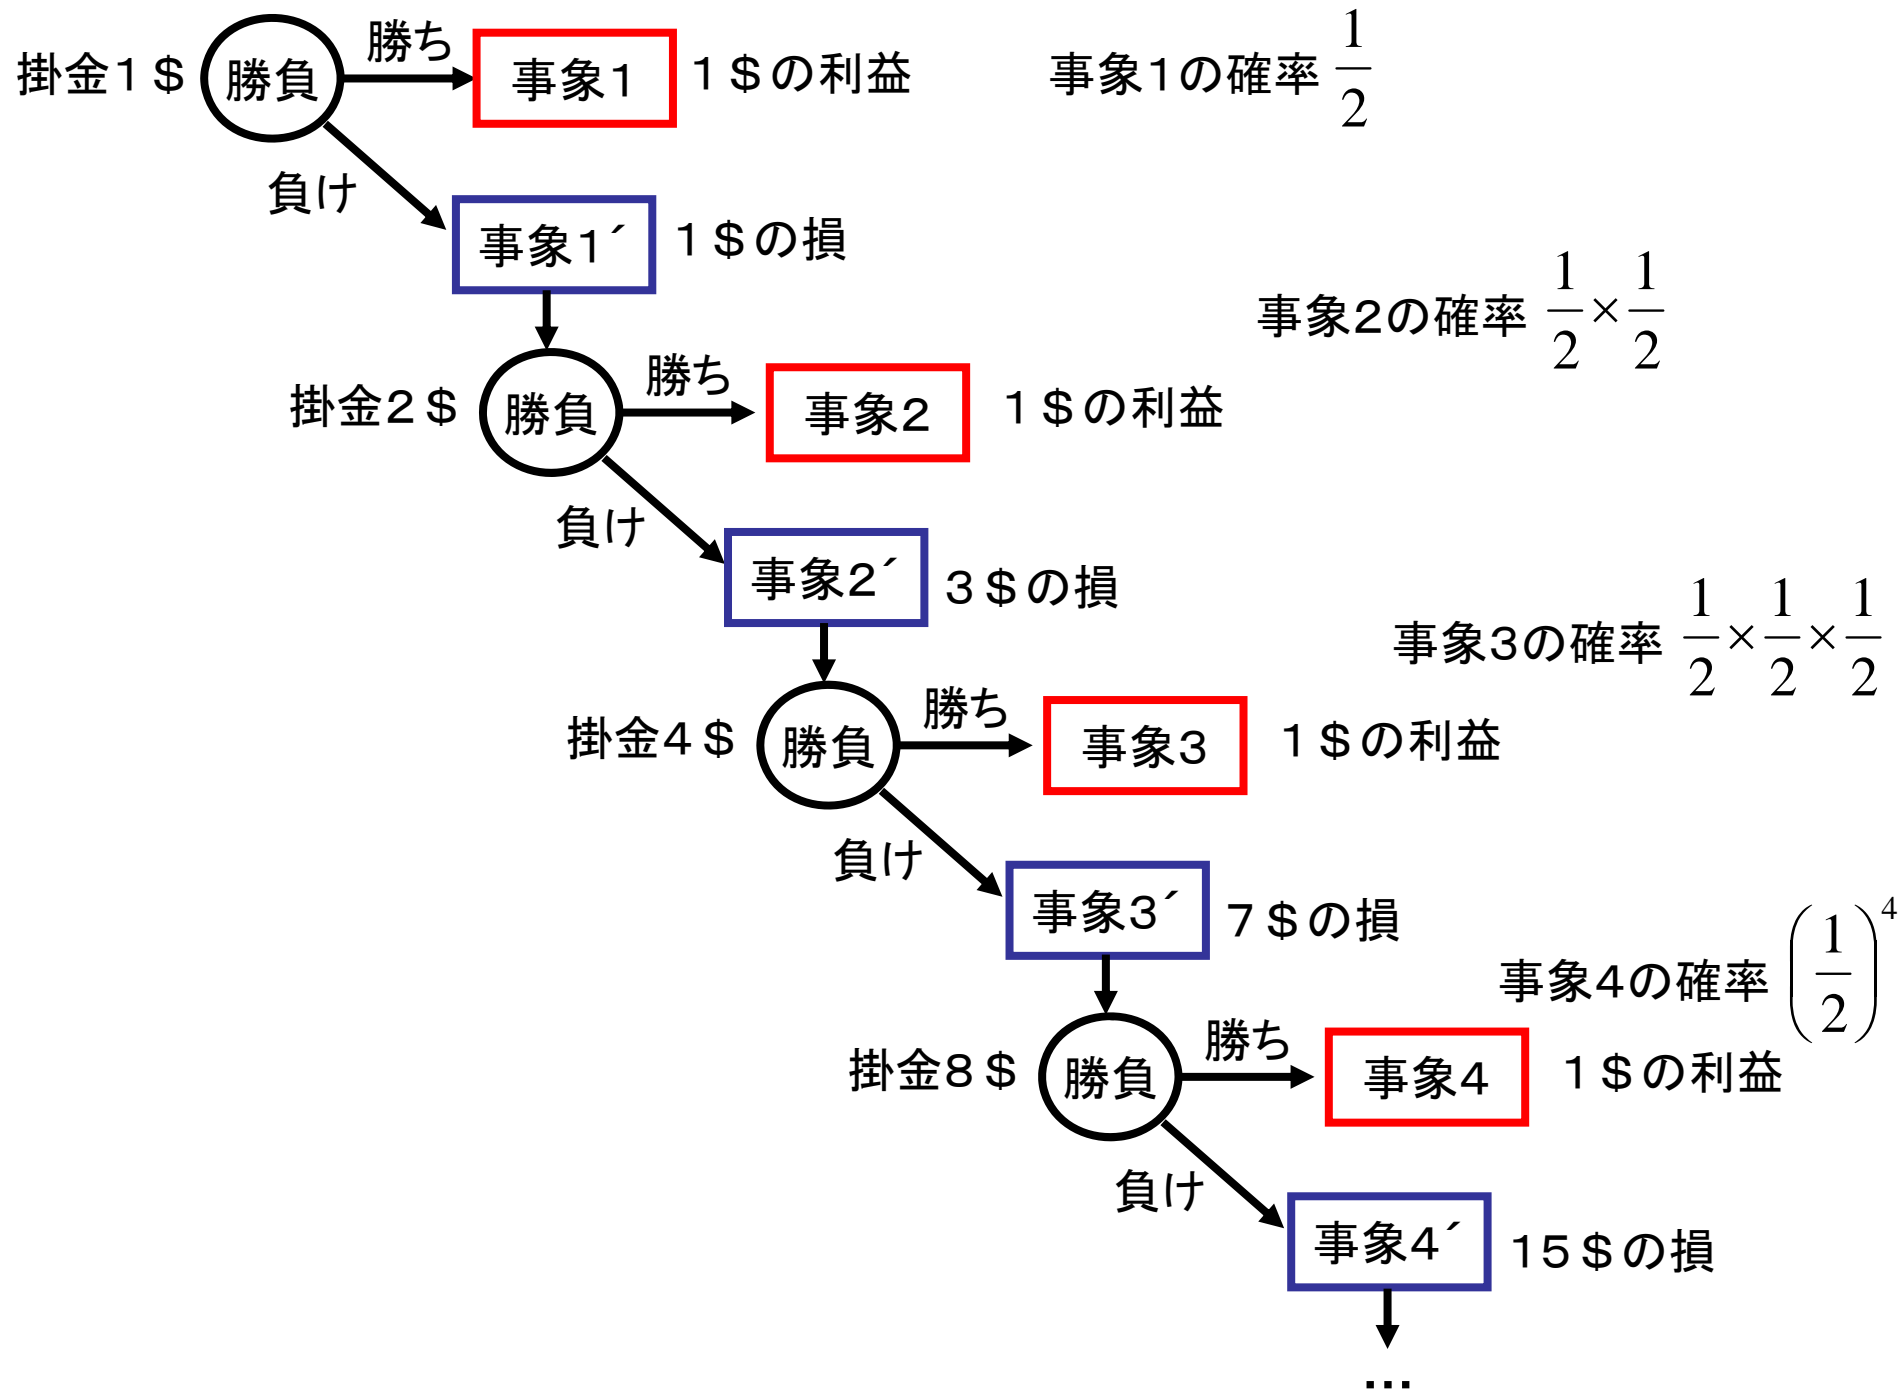 掛金1$ 勝負 勝ち 事象1 1$の利益 事象1の確率 1/2
負け 事象1´ 1$の損
事象2の確率 1/2×1/2
掛金2$ 勝負 勝ち 事象2 1$の利益
負け 事象2´ 3$の損
事象3の確率 1/2×1/2×1/2
掛金4$ 勝負 勝ち 事象3 1$の利益
負け 事象3´ 7$の損
事象4の確率 (1/2)^4
掛金8$ 勝負 勝ち 事象4 1$の利益
負け 事象4´ 15$の損
…